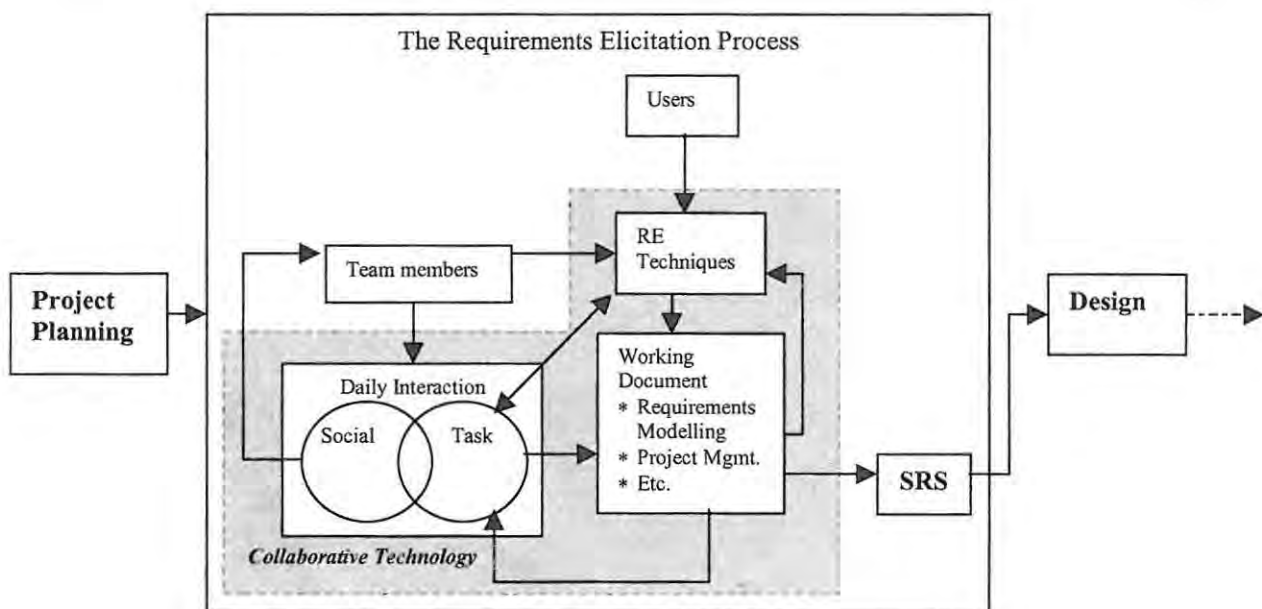 The Requirements Elicitation Process
Users
RE
Techniques
Team members
Project
Planning
Design
Working
Document
* Requirements
Modelling
* Project Mgmt.
* Etc.
Daily Interaction
Social
Task
SRS
Collaborative Technology